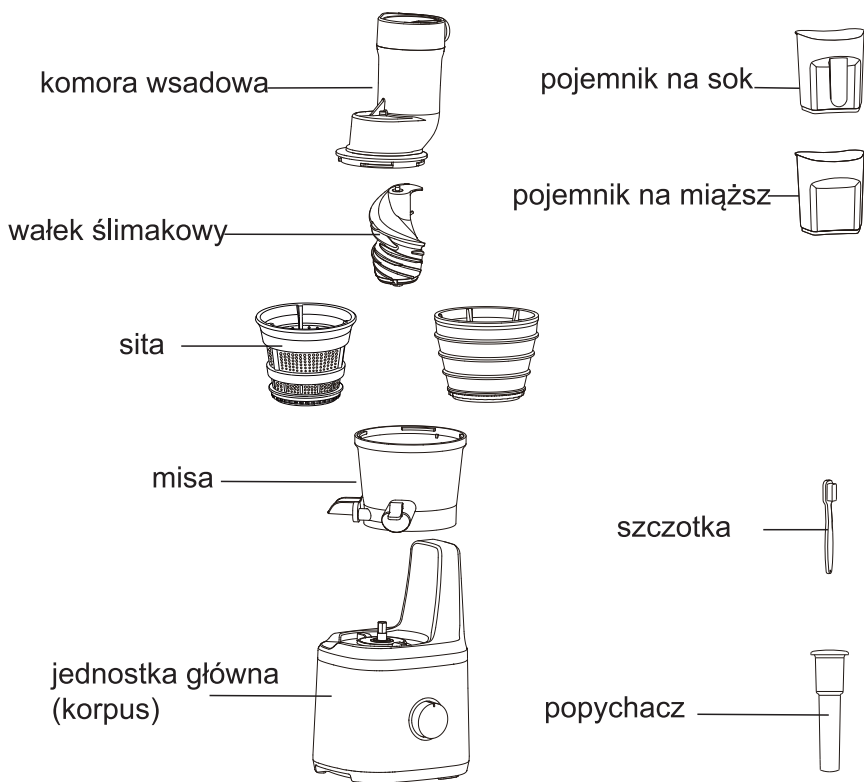 komora wsadowa
pojemnik na sok
pojemnik na miąższ
wałek ślimakowy
sita
misa
szczotka
jednostka główna
(korpus)
popychacz